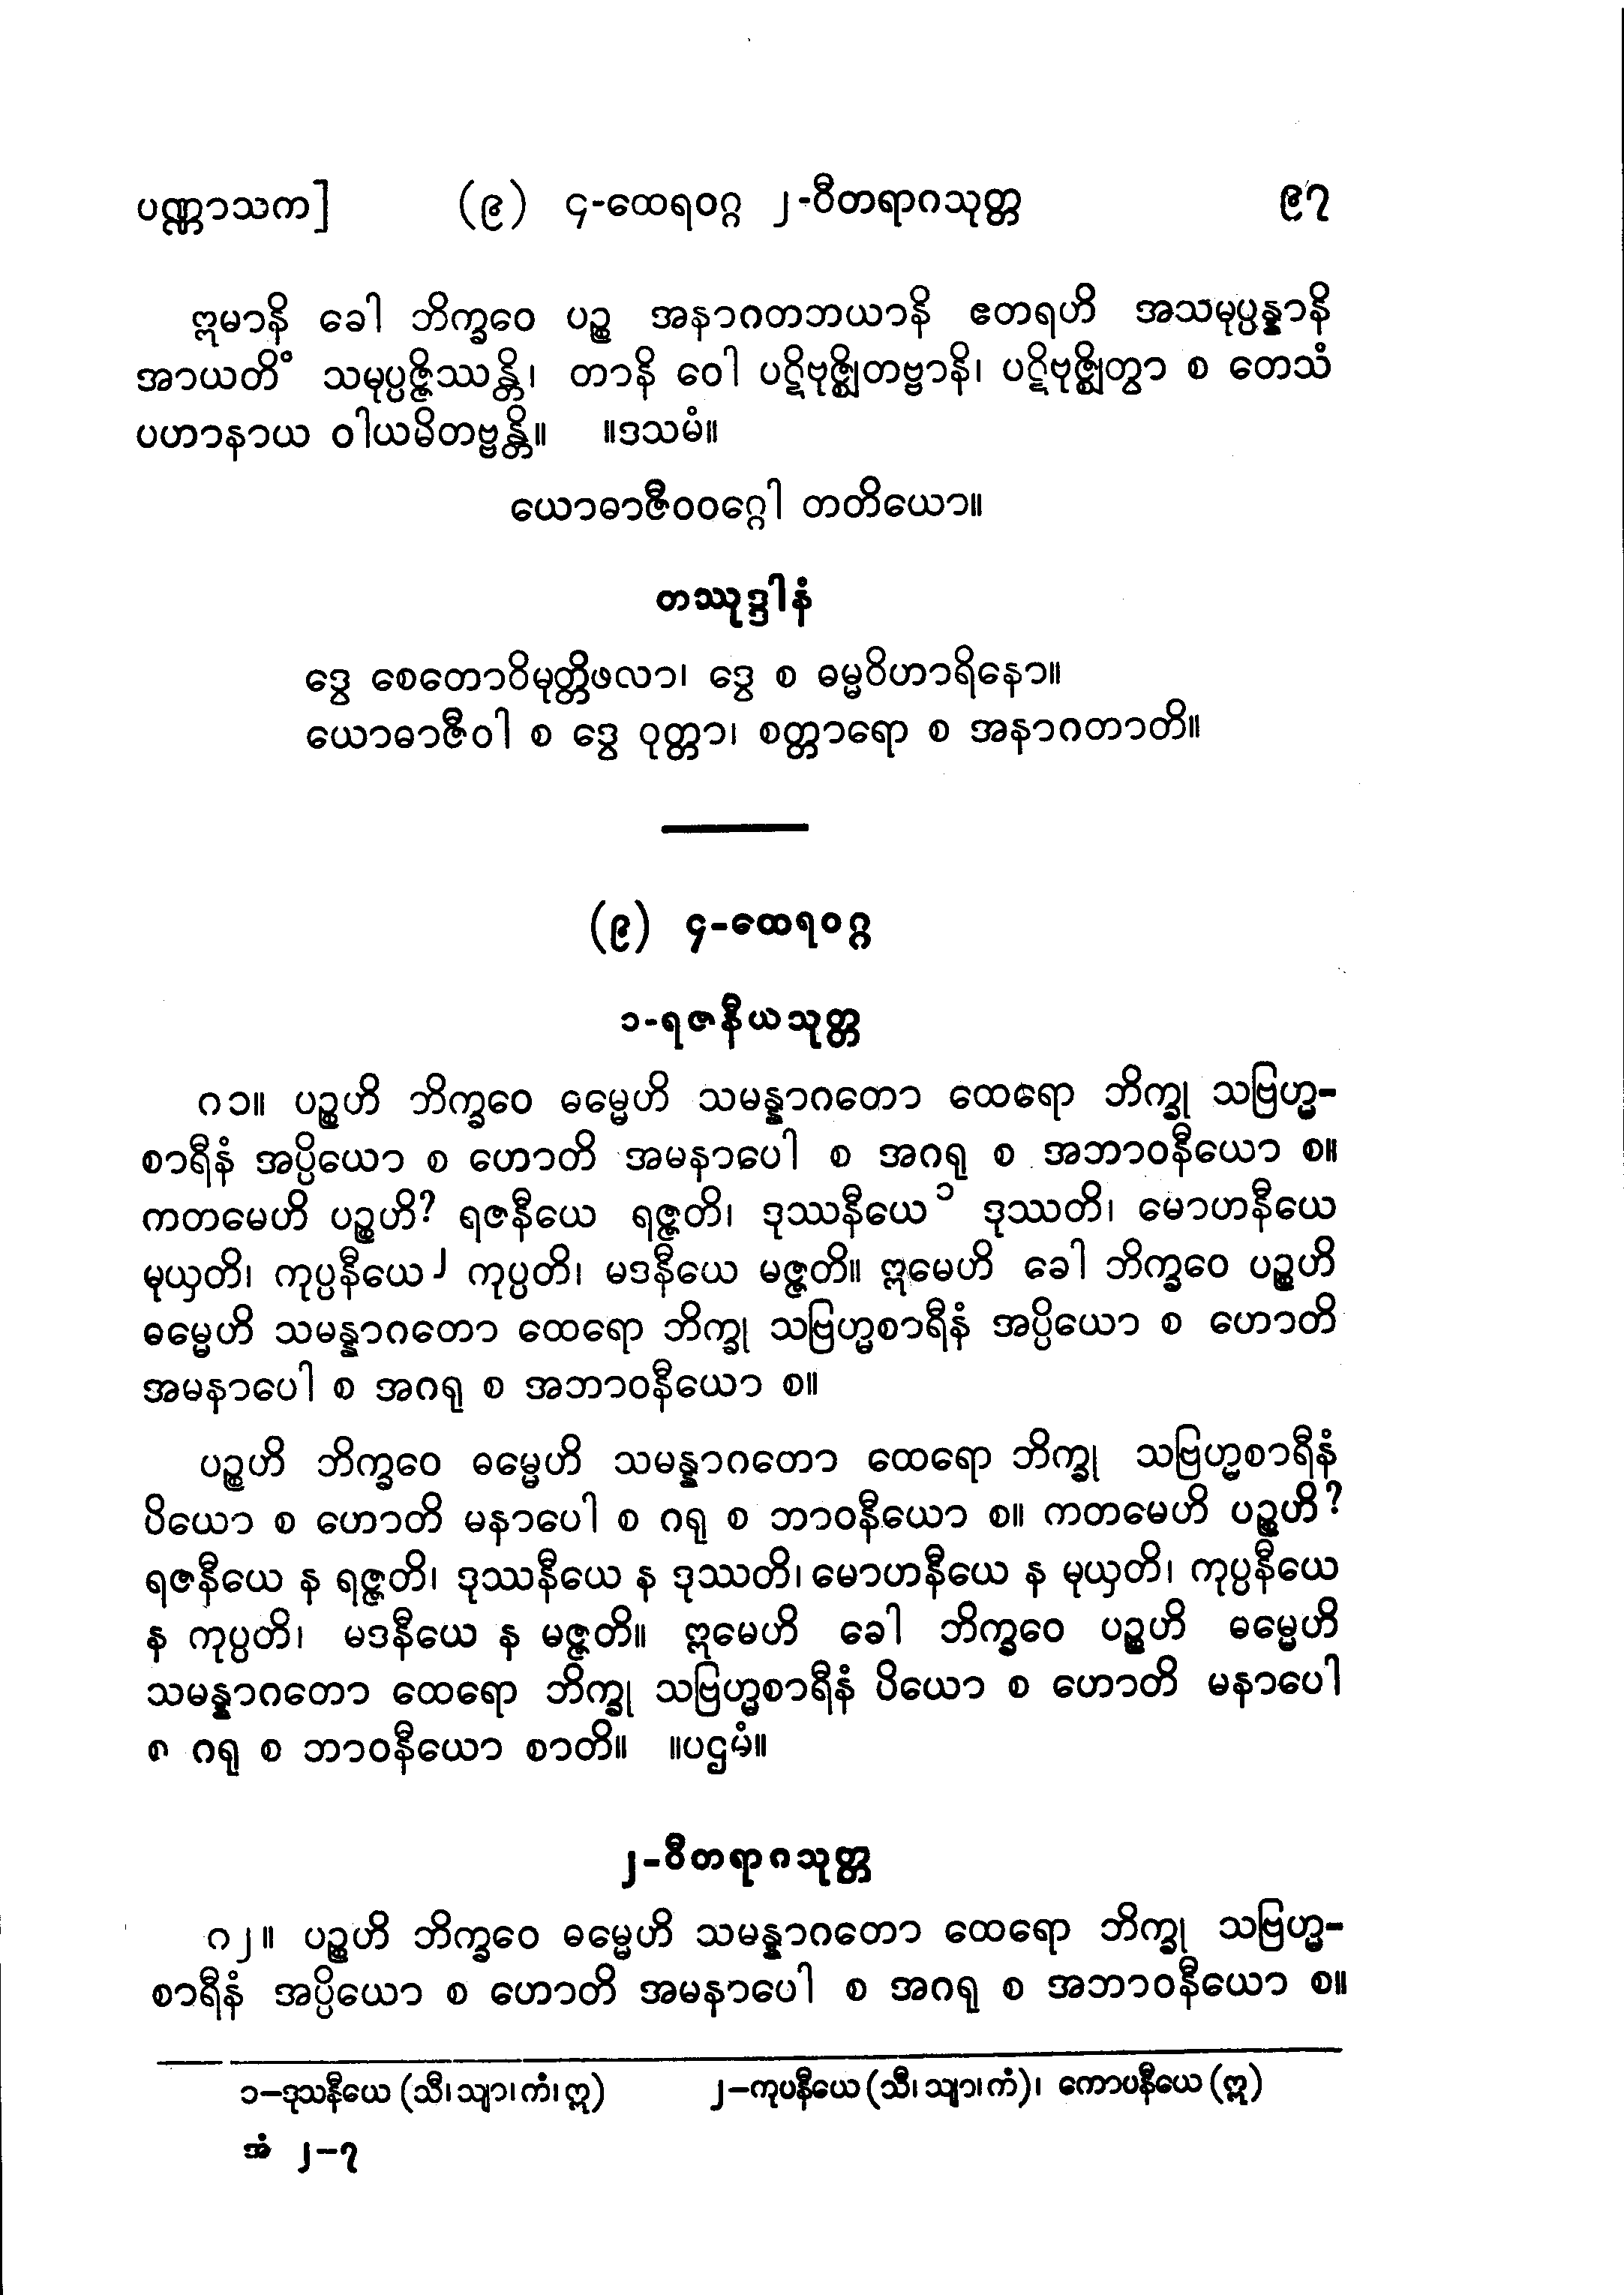 ပဏ္ဏာသက] (၉) ၄-ထေရဝဂ္ဂ ၂-ဝီတရာဂသုတ္တ ၉၇
ဣမာနိ ခေါ ဘိက္ခဝေ ပဉ္စ အနာဂတဘယာနိ ဧတရဟိ အသမုပ္ပန္နာနိ
အာယတိံ သမုပ္ပဇ္ဇိဿန္တိ၊ တာနိ ဝေါ ပဋိဗုဇ္ဈိတဗ္ဗာနိ၊ ပဋိဗုဇ္ဈိတွာ စ တေသံ
ပဟာနာယ ဝါယမိတဗ္ဗန္တိ။ ။ဒသမံ။
ယောဓာဇီဝဝဂ္ဂေါ တတိယော။
တဿုဒ္ဒါနံ
ဒွေ စေတောဝိမုတ္တိဖလာ၊ ဒွေ စ ဓမ္မဝိဟာရိနော။
ယောဓာဇီဝါ စ ဒွေ ဝုတ္တာ၊ စတ္တာရော စ အနာဂတာတိ။
(၉) ၄-ထေရဝဂ္ဂ
၁-ရဇနီယသုတ္တ
ဂ၁။ ပဉ္စဟိ ဘိက္ခဝေ ဓမ္မေဟိ သမန္နာဂတော ထေရော ဘိက္ခု သဗြဟ္မ-
စာရီနံ အပ္ပိယော စ ဟောတိ အမနာပေါ စ အဂရု စ အဘာဝနီယော စ။
ကတမေဟိ ပဉ္စဟိ? ရဇနီယေ ရဇ္ဇတိ၊ ဒုဿနီယေ၁ ဒုဿတိ၊ မောဟနီယေ
မုယှတိ၊ ကုပ္ပနီယေ၂ ကုပ္ပတိ၊ မဒနီယေ မဇ္ဇတိ။ ဣမေဟိ ခေါ ဘိက္ခဝေ ပဉ္စဟိ
ဓမ္မေဟိ သမန္နာဂတော ထေရော ဘိက္ခု သဗြဟ္မစာရီနံ အပ္ပိယော စ ဟောတိ
အမနာပေါ စ အဂရု စ အဘာဝနီယော စ။
ပဉ္စဟိ ဘိက္ခဝေ ဓမ္မေဟိ သမန္နာဂတော ထေရော ဘိက္ခု သဗြဟ္မစာရီနံ
ပိယော စ ဟောတိ မနာပေါ စ ဂရု စ ဘာဝနီယော စ။ ကတမေဟိ ပဉ္စဟိ?
ရဇနီယေ န ရဇ္ဇတိ၊ ဒုဿနီယေ န ဒုဿတိ၊ မောဟနီယေ န မုယှတိ၊ ကုပ္ပနီယေ
န ကုပ္ပတိ၊ မဒနီယေ န မဇ္ဇတိ။ ဣမေဟိ ခေါ ဘိက္ခဝေ ပဉ္စဟိ ဓမ္မေဟိ
သမန္နာဂတော ထေရော ဘိက္ခု သဗြဟ္မစာရီနံ ပိယော စ ဟောတိ မနာပေါ
စ ဂရု စ ဘာဝနီယော စာတိ။ ။ပဌမံ။
၂-ဝီတရာဂသုတ္တ
ဂ၂။ ပဉ္စဟိ ဘိက္ခဝေ ဓမ္မေဟိ သမန္နာဂတော ထေရော ဘိက္ခု သဗြဟ္မ-
စာရီနံ အပ္ပိယော စ ဟောတိ အမနာပေါ စ အဂရု စ အဘာဝနီယော စ။
၁-ဒုသနီယေ (သီ၊ သျာ၊ ကံ၊ ဣ) ၂-ကုပနီယေ (သီ၊ သျာ၊ ကံ)၊ ကောပနီယေ (ဣ)
အံ ၂-၇